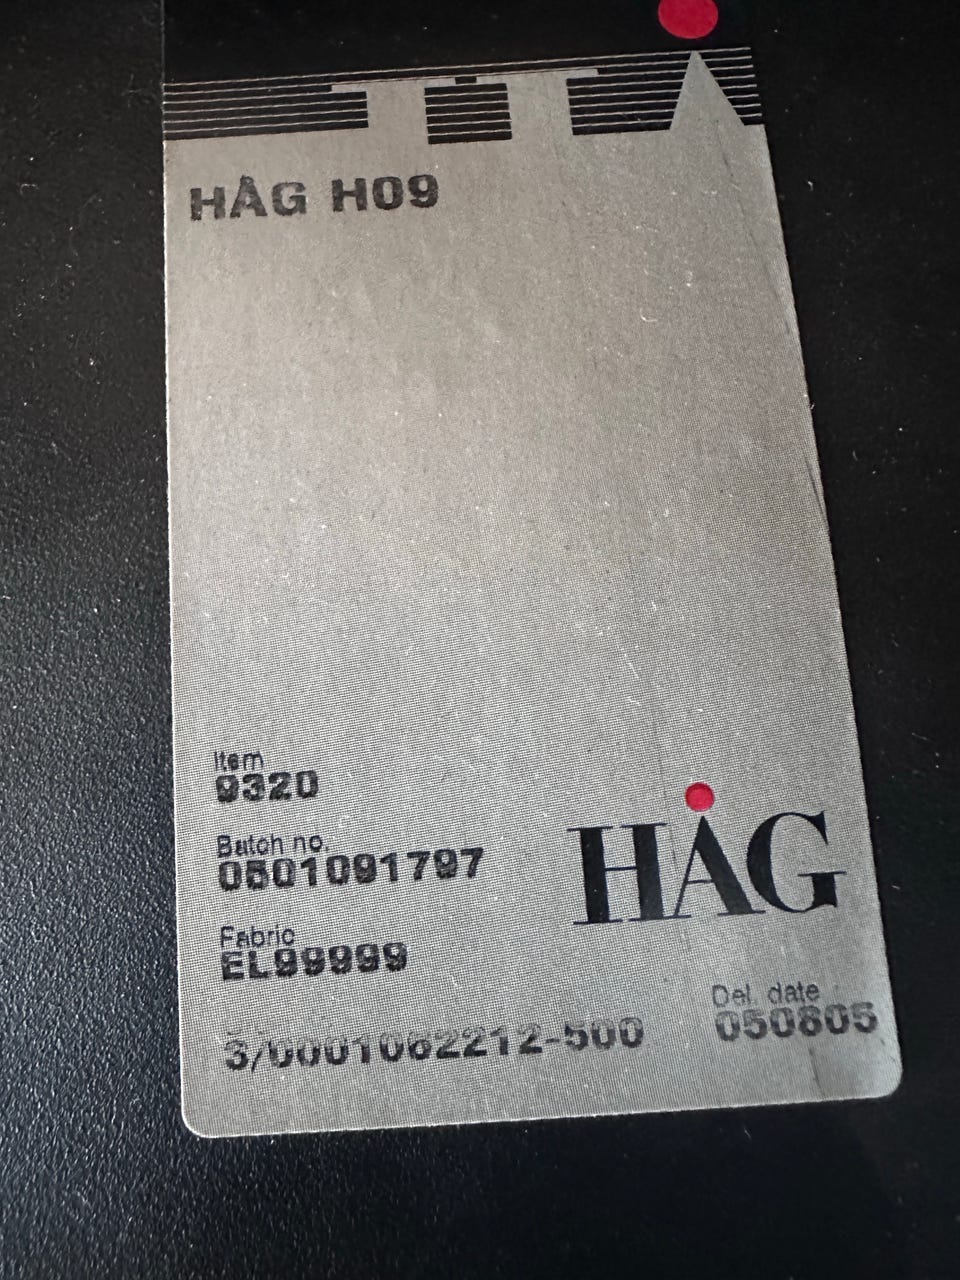 HÅG H09
Item
9320
Batch no.
0501091797
Fabric
EL99999
HÅG
Del. date
050805
3/0001062212-500